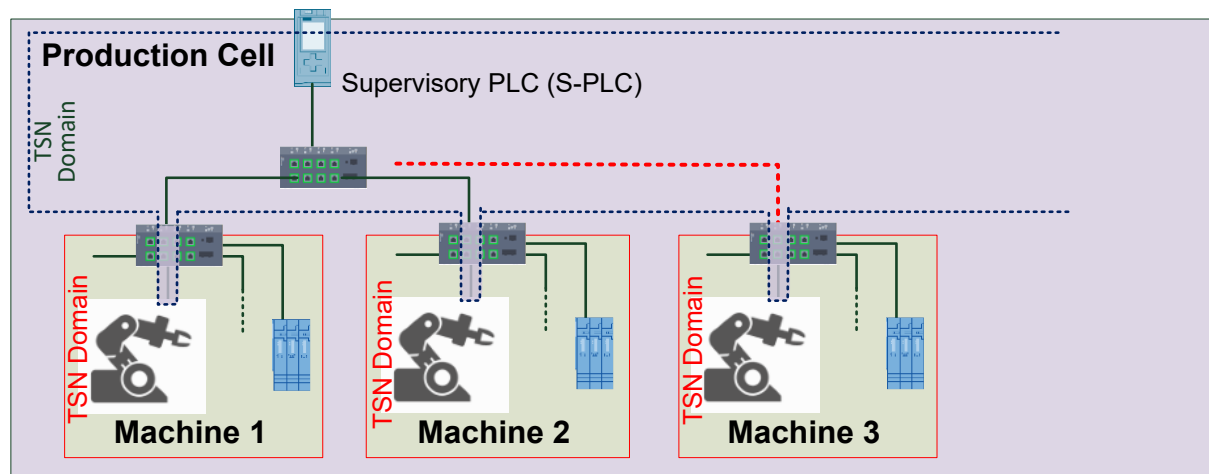 Production Cell
Supervisory PLC (S-PLC)
TSN
Domain
TSN Domain
Machine 1
TSN Domain
Machine 2
TSN Domain
Machine 3